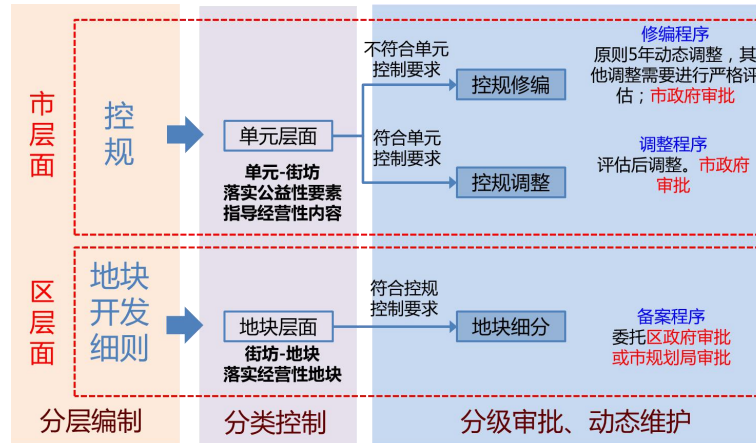 市层面
控规
单元层面
单元-街坊
落实公益性要素
指导经营性内容
不符合单元
控制要求
控规修编
修编程序
原则5年动态调整，其
他调整需要进行严格评
估；市政府审批
符合单元
控制要求
控规调整
调整程序
评估后调整。市政府
审批
区层面
地块
开发
细则
地块层面
街坊-地块
落实经营性地块
符合控规
控制要求
地块细分
备案程序
委托区政府审批
或市规划局审批
分层编制
分类控制
分级审批、动态维护